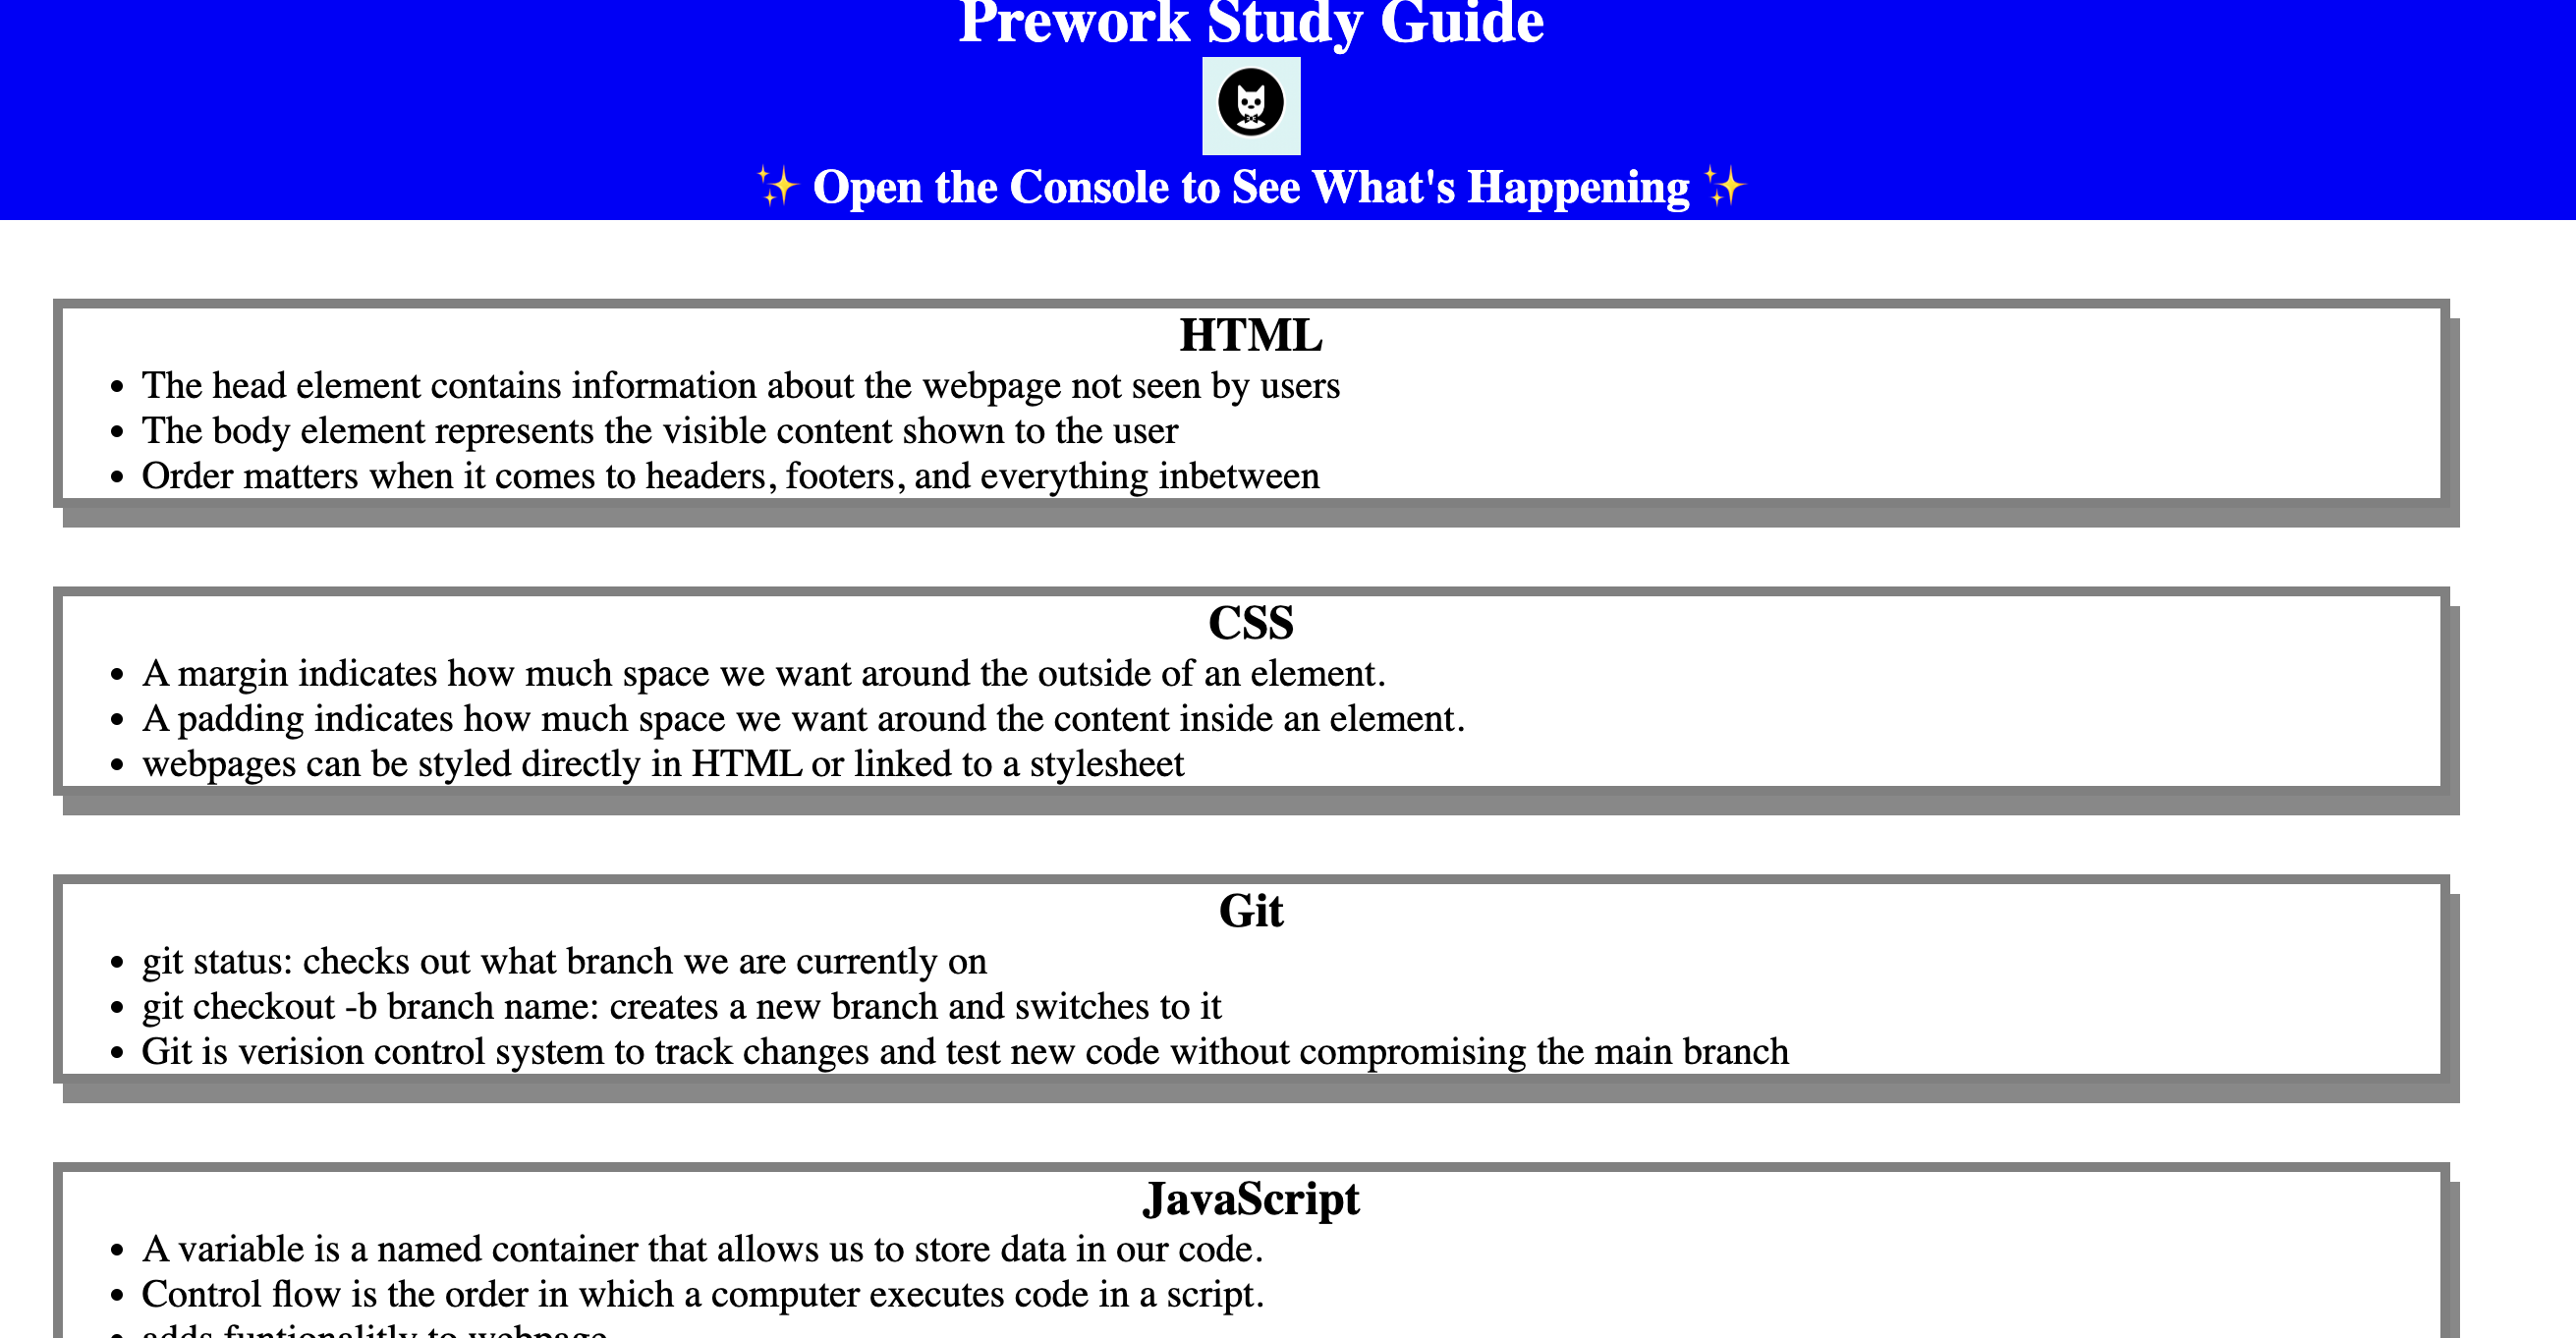 Prework Study Guide
✨ Open the Console to See What's Happening ✨
HTML
• The head element contains information about the webpage not seen by users
• The body element represents the visible content shown to the user
• Order matters when it comes to headers, footers, and everything inbetween
CSS
• A margin indicates how much space we want around the outside of an element.
• A padding indicates how much space we want around the content inside an element.
• webpages can be styled directly in HTML or linked to a stylesheet
Git
• git status: checks out what branch we are currently on
• git checkout -b branch name: creates a new branch and switches to it
• Git is verision control system to track changes and test new code without compromising the main branch
JavaScript
• A variable is a named container that allows us to store data in our code.
• Control flow is the order in which a computer executes code in a script.
• adds funtionalitly to webpage